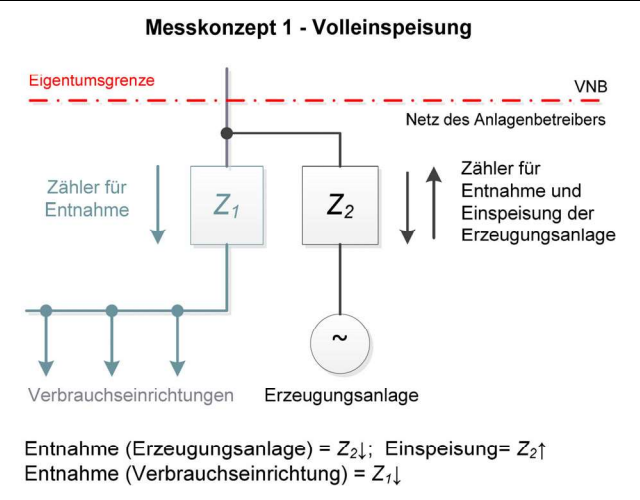 Messkonzept 1 - Volleinspeisung
Eigentumsgrenze
VNB
Netz des Anlagenbetreibers
Zähler für
Entnahme
Z1
Z2
Zähler für
Entnahme und
Einspeisung der
Erzeugungsanlage
~
Verbrauchseinrichtungen
Erzeugungsanlage
Entnahme (Erzeugungsanlage) = Z2↓; Einspeisung= Z2↑
Entnahme (Verbrauchseinrichtung) = Z1↓